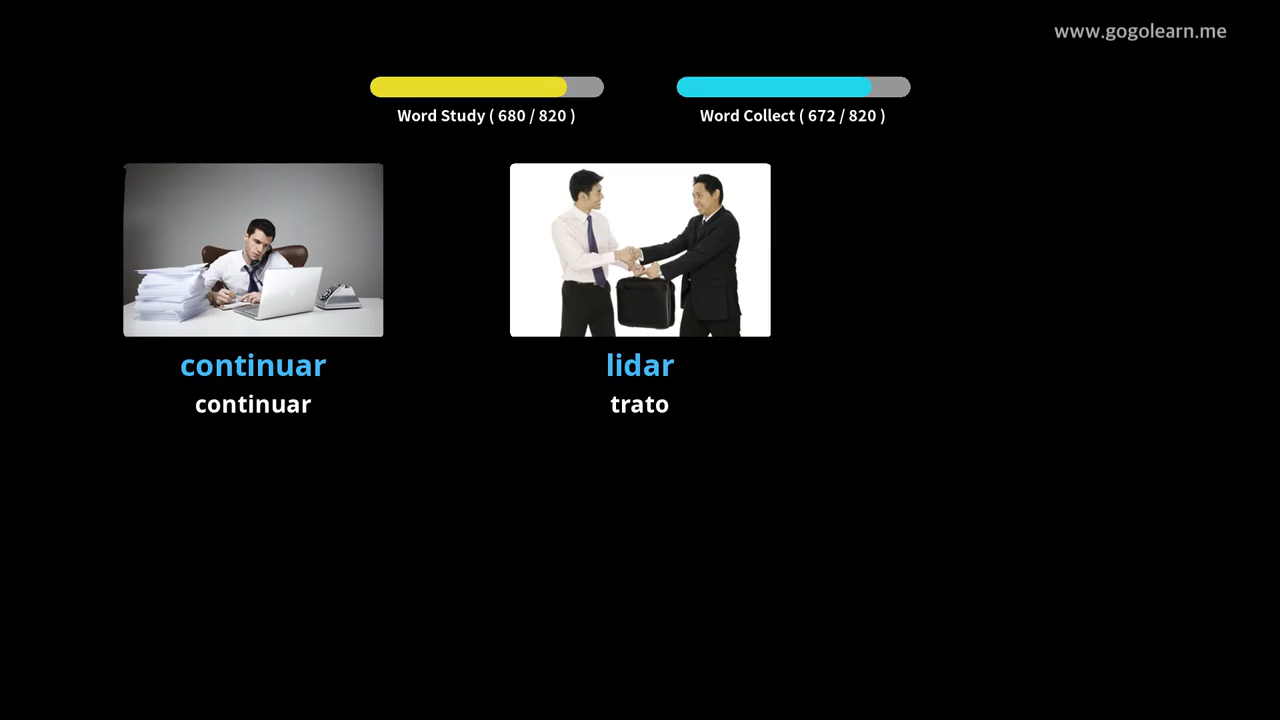 www.gogolearn.me
Word Study ( 680 / 820 )
Word Collect ( 672 / 820 )
continuar
continuar
lidar
trato